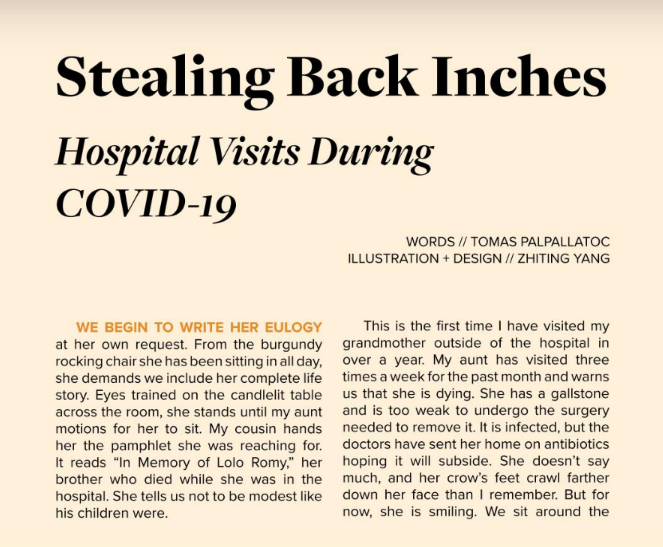 Stealing Back Inches
Hospital Visits During
COVID-19
WORDS // TOMAS PALPALLATOC
ILLUSTRATION + DESIGN // ZHITING YANG
WE BEGIN TO WRITE HER EULOGY
at her own request. From the burgundy
rocking chair she has been sitting in all day,
she demands we include her complete life
story. Eyes trained on the candlelit table
across the room, she stands until my aunt
motions for her to sit. My cousin hands
her the pamphlet she was reaching for.
It reads “In Memory of Lolo Romy,” her
brother who died while she was in the
hospital. She tells us not to be modest like
his children were.
This is the first time I have visited my
grandmother outside of the hospital in
over a year. My aunt has visited three
times a week for the past month and warns
us that she is dying. She has a gallstone
and is too weak to undergo the surgery
needed to remove it. It is infected, but the
doctors have sent her home on antibiotics
hoping it will subside. She doesn’t say
much, and her crow’s feet crawl farther
down her face than I remember. But for
now, she is smiling. We sit around the